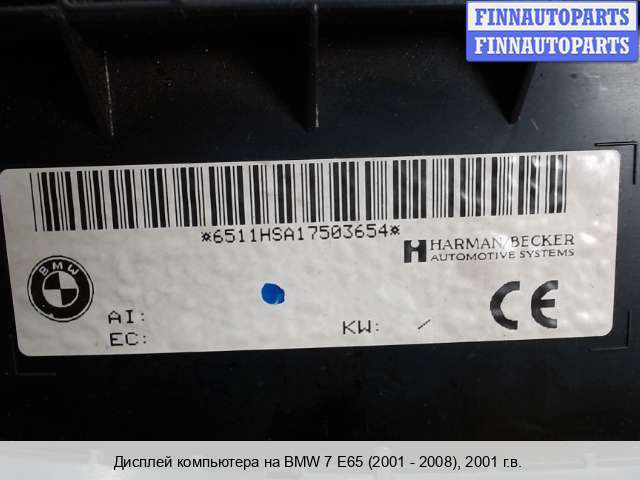 FINNAUTOPARTS
FINNAUTOPARTS
*6511HSA17503654*
HARMAN/BECKER
AUTOMOTIVE SYSTEMS
BMW
AI:
EC:
KW: /
CE
Дисплей компьютера на BMW 7 E65 (2001 - 2008), 2001 г.в.